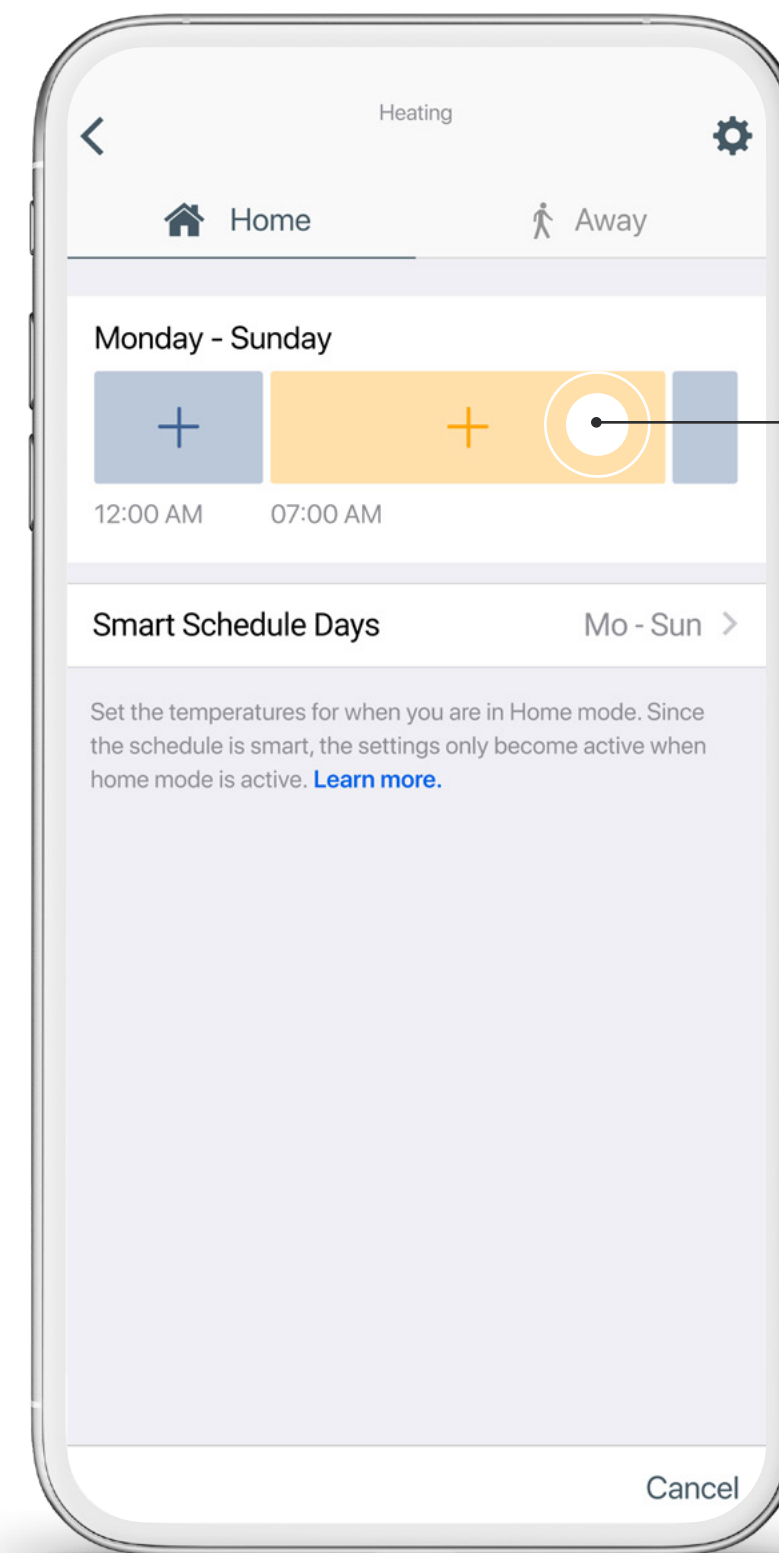 Heating
Home Away
Monday - Sunday
12:00 AM 07:00 AM
Smart Schedule Days Mo - Sun
Set the temperatures for when you are in Home mode. Since
the schedule is smart, the settings only become active when
home mode is active. Learn more.
Cancel